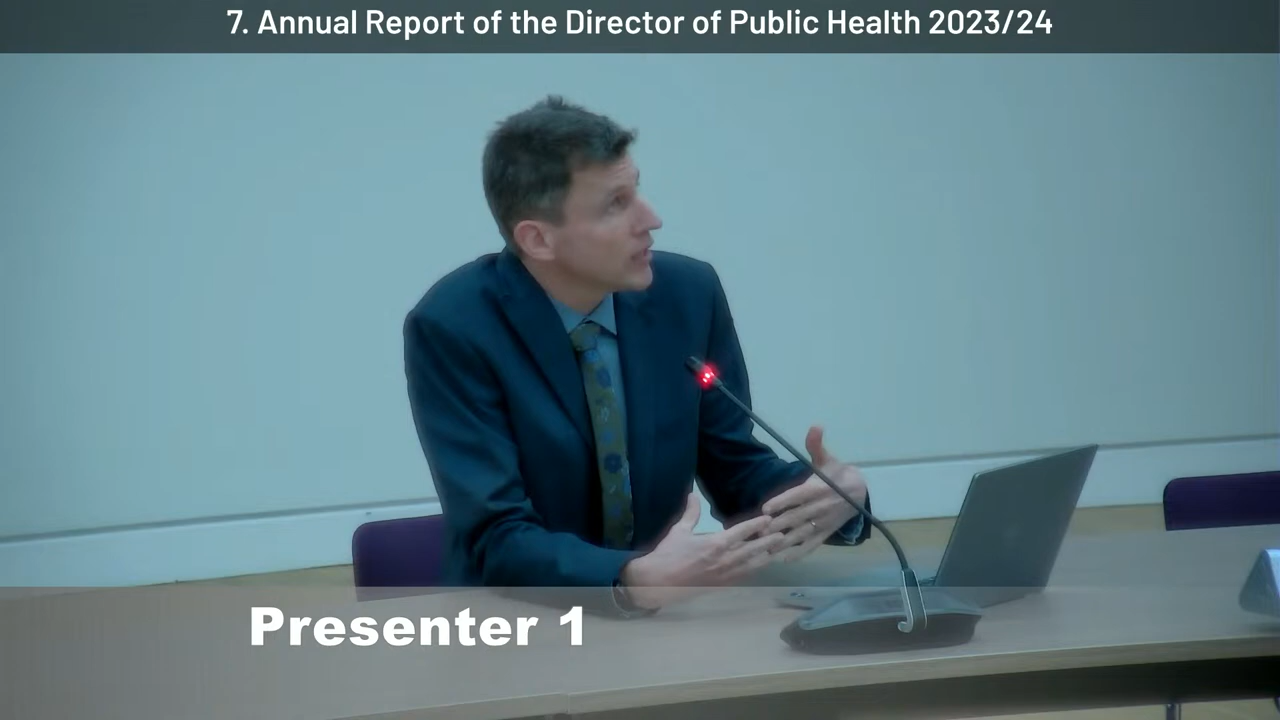 7. Annual Report of the Director of Public Health 2023/24
Presenter 1